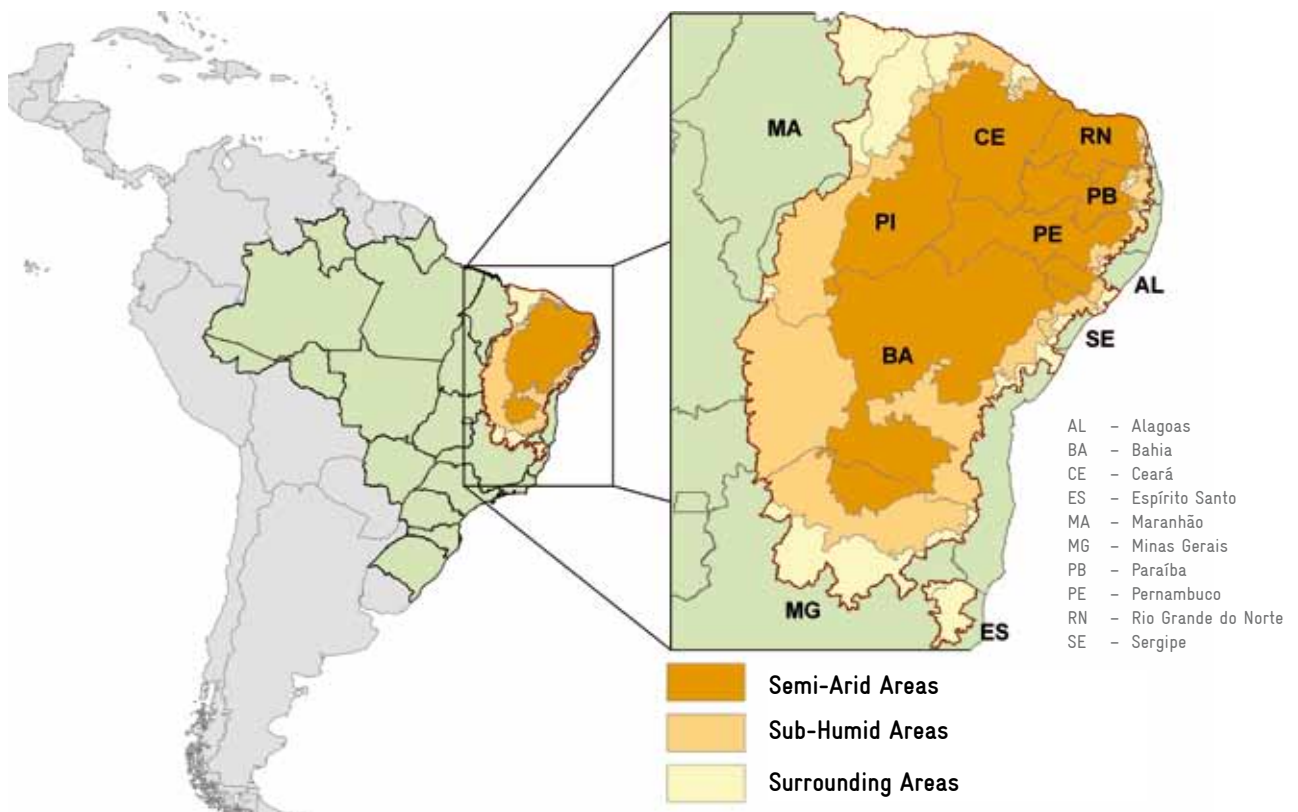 MA
CE
RN
PI
PB
PE
AL
SE
BA
MG
ES
AL – Alagoas
BA – Bahia
CE – Ceará
ES – Espírito Santo
MA – Maranhão
MG – Minas Gerais
PB – Paraíba
PE – Pernambuco
RN – Rio Grande do Norte
SE – Sergipe
Semi-Arid Areas
Sub-Humid Areas
Surrounding Areas